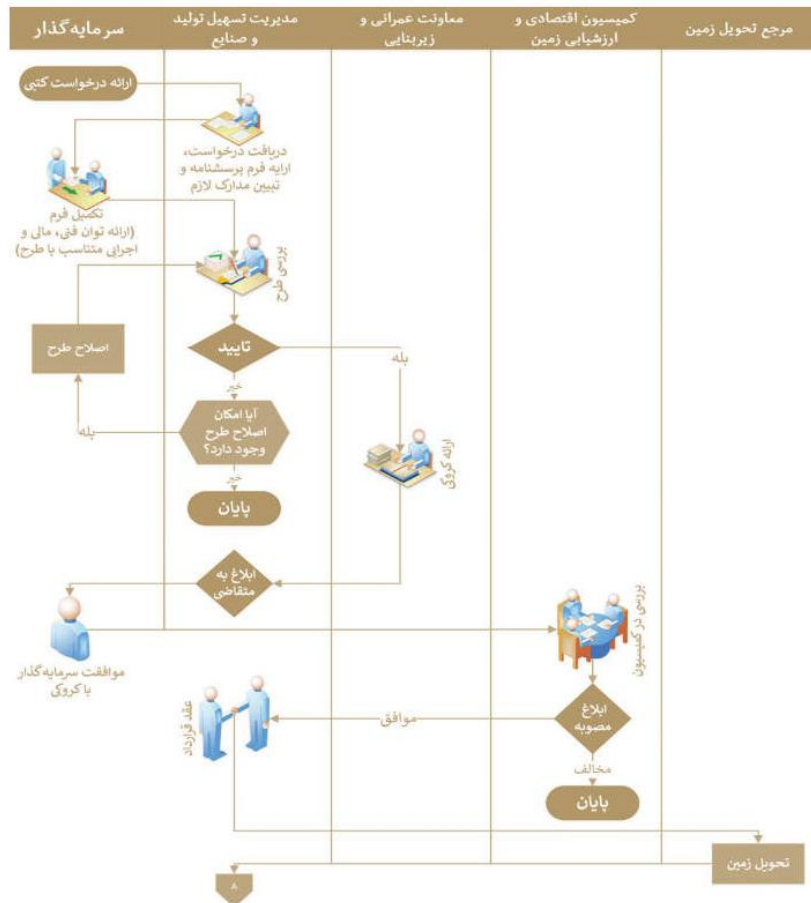 سرمایه‌گذار
مدیریت تسهیل تولید
و صنایع
معاونت عمرانی و
زیربنایی
کمیسیون اقتصادی و
ارزشیابی زمین
مرجع تحویل زمین
ارائه درخواست کتبی
دریافت درخواست،
ارایه فرم پرسشنامه و
تبیین مدارک لازم
تکمیل فرم
(ارائه توان فنی، مالی و
اجرایی متناسب با طرح)
بررسی طرح
اصلاح طرح
تایید
بله
خیر
آیا امکان
اصلاح طرح
وجود دارد؟
بله
ارائه کروکی
خیر
پایان
ابلاغ به
متقاضی
بررسی در کمیسیون
موافقت سرمایه‌گذار
با کروکی
عقد قرارداد
موافق
ابلاغ
مصوبه
مخالف
پایان
تحویل زمین
A